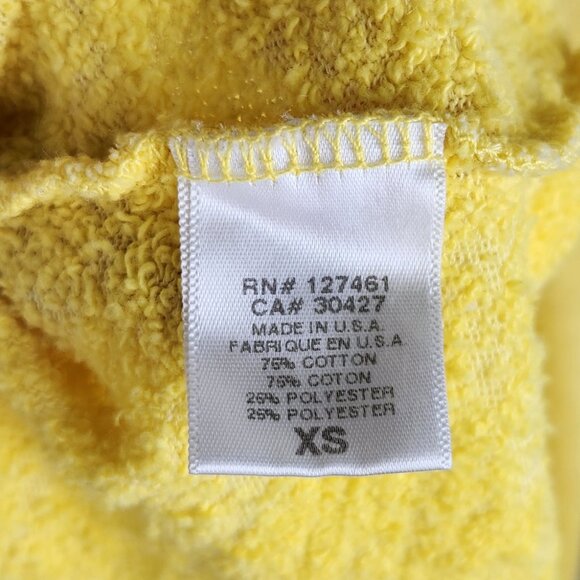 RN# 127461
CA# 30427
MADE IN U.S.A.
FABRIQUE EN U.S.A
75% COTTON
75% COTON
25% POLYESTER
25% POLYESTER
XS